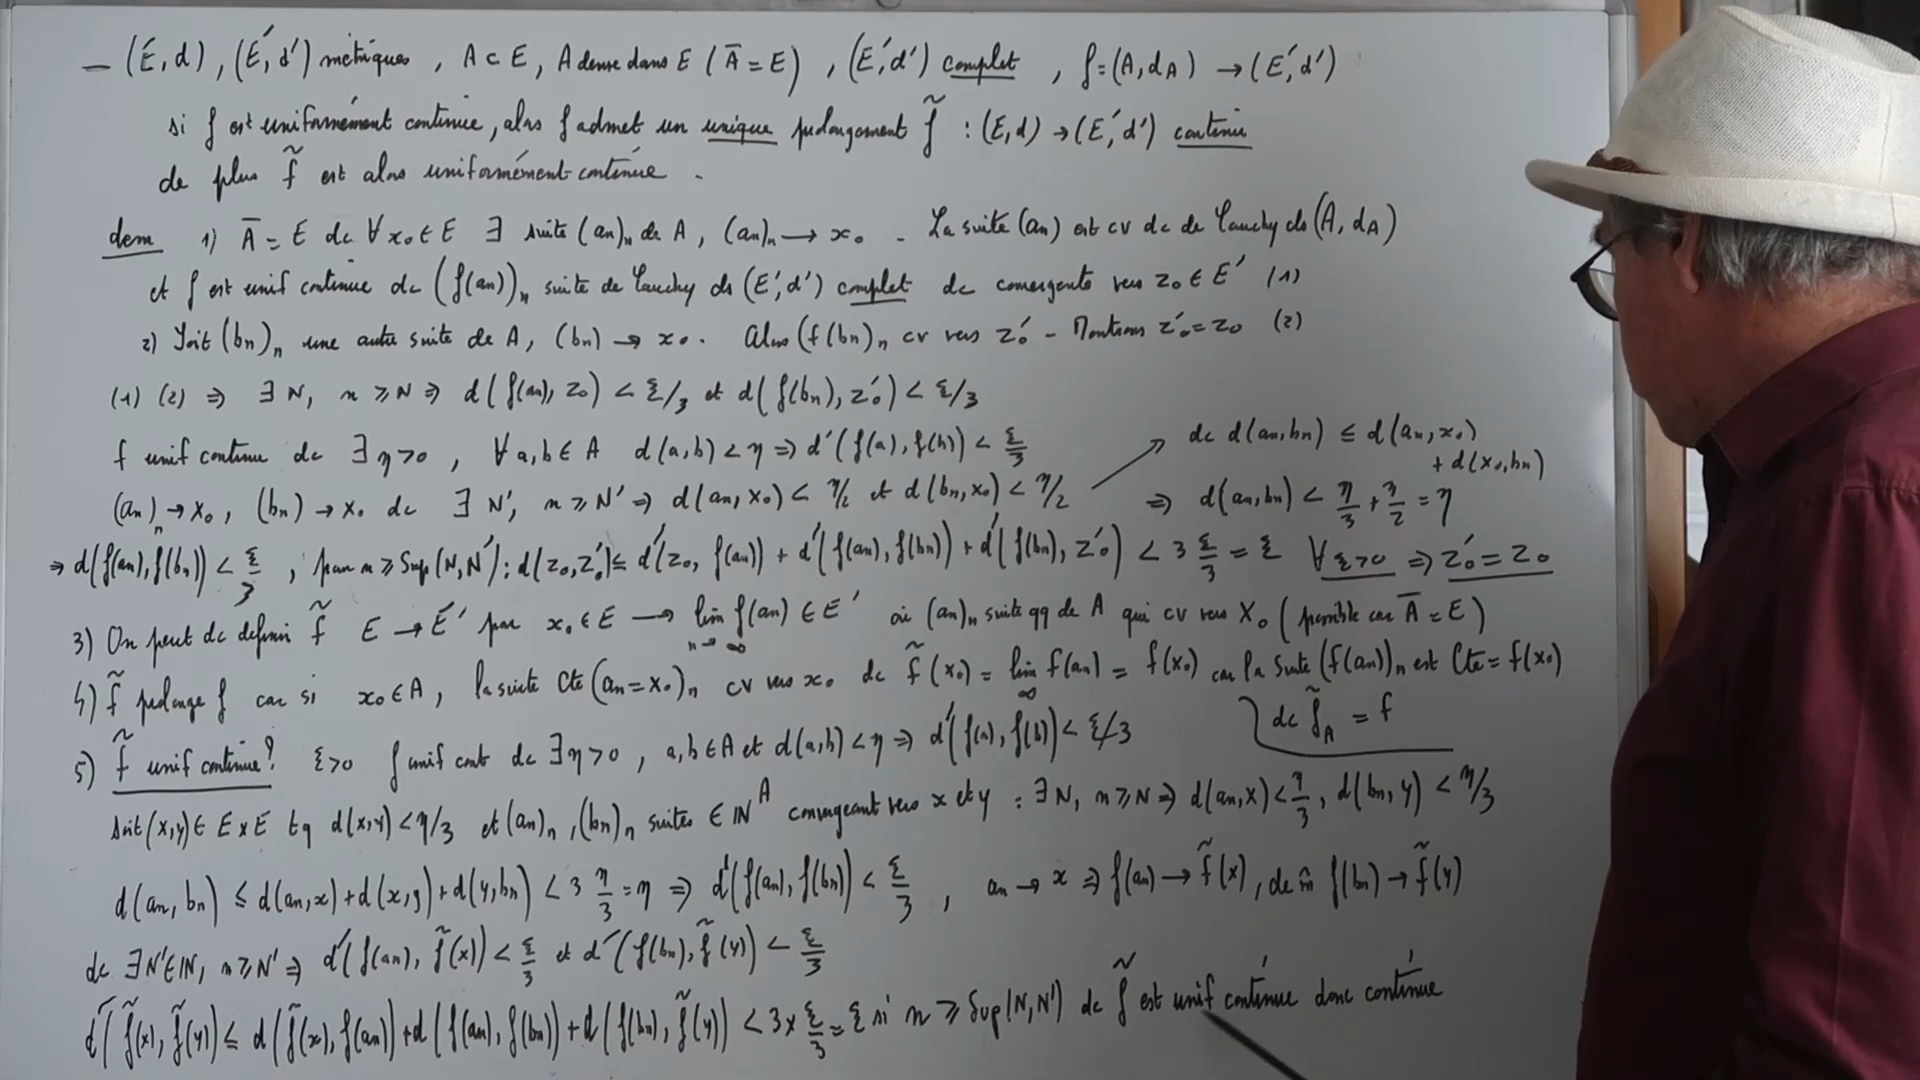 — (E,d), (E',d') métriques, A ⊂ E, A dense dans E (Ā = E), (E',d') complet, f = (A,d_A) → (E',d')
si f est uniformément continue, alors f admet un unique prolongement f̃ : (E,d) → (E',d') continu
de plus f̃ est alors uniformément continue.
dem 1) Ā = E dc ∀ x₀ ∈ E ∃ suite (an)n de A, (an)n → x₀. La suite (an) est cv dc de Cauchy ds (A, d_A)
et f est unif continue dc (f(an))n suite de Cauchy ds (E',d') complet dc convergente vers z₀ ∈ E' (1)
2) Soit (bn)n une autre suite de A, (bn) → x₀. Alors (f(bn)n cv vers z'₀ - Montrons z'₀ = z₀ (2)
(1) (2) ⇒ ∃ N, n ≥ N ⇒ d(f(an), z₀) < ε/3 et d(f(bn), z'₀) < ε/3
f unif continue dc ∃ η > 0, ∀ a,b ∈ A d(a,b) < η ⇒ d'(f(a), f(b)) < ε/3
(an)n → x₀, (bn) → x₀ dc ∃ N', n ≥ N' ⇒ d(an, x₀) < η/2 et d(bn, x₀) < η/2
dc d(an,bn) ≤ d(an, x₀)
+ d(x₀, bn)
⇒ d(an,bn) < η/3 + η/2 = η
⇒ d(f(an), f(bn)) < ε/3, pour n ≥ Sup(N,N') : d(z₀,z'₀) ≤ d'(z₀, f(an)) + d'(f(an), f(bn)) + d'(f(bn), z'₀) < 3 ε/3 = ε ∀ ε > 0 ⇒ z'₀ = z₀
3) On peut dc définir f̃ E → E' par x₀ ∈ E → lim n→∞ f(an) ∈ E' où (an)n suite qq de A qui cv vers x₀ (possible car Ā = E)
4) f̃ prolonge f car si x₀ ∈ A, la suite Cte (an = x₀)n cv vers x₀ dc f̃(x₀) = lim ∞ f(an) = f(x₀) car la suite (f(an))n est Cte = f(x₀)
dc f̃_A = f
5) f̃ unif continue? ε > 0 f unif cont dc ∃ η > 0, a,b ∈ A et d(a,b) < η ⇒ d'(f(a), f(b)) < ε/3
soit (x,y) ∈ E × E tq d(x,y) < η/3 et (an)n, (bn)n suites ∈ ℕ^A convergeant vers x et y : ∃ N, n ≥ N ⇒ d(an, x) < η/3, d(bn, y) < η/3
d(an, bn) ≤ d(an, x) + d(x,y) + d(y, bn) < 3 η/3 = η ⇒ d'(f(an), f(bn)) < ε/3, an → x ⇒ f(an) → f̃(x), de m̂ f(bn) → f̃(y)
dc ∃ N' ∈ ℕ, n ≥ N' ⇒ d'(f(an), f̃(x)) < ε/3 et d'(f(bn), f̃(y)) < ε/3
d'(f̃(x), f̃(y)) ≤ d(f̃(x), f(an)) + d(f(an), f(bn)) + d(f(bn), f̃(y)) < 3 × ε/3 = ε si n ≥ Sup(N,N') dc f̃ est unif continue donc continue